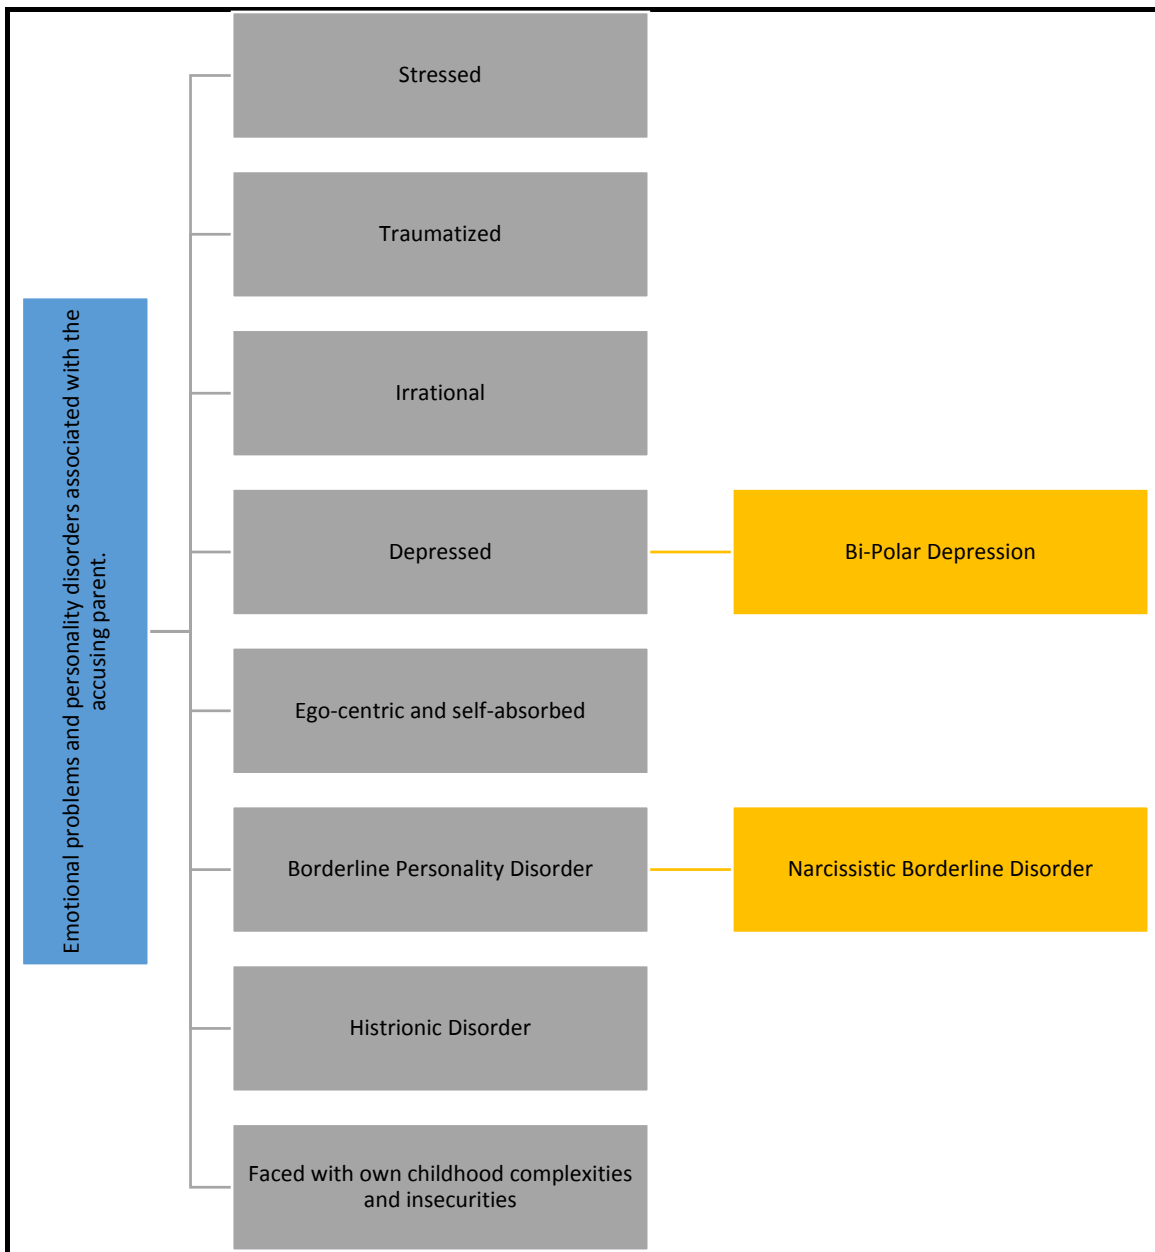 Emotional problems and personality disorders associated with the
accusing parent.
Stressed
Traumatized
Irrational
Depressed
Bi-Polar Depression
Ego-centric and self-absorbed
Borderline Personality Disorder
Narcissistic Borderline Disorder
Histrionic Disorder
Faced with own childhood complexities
and insecurities